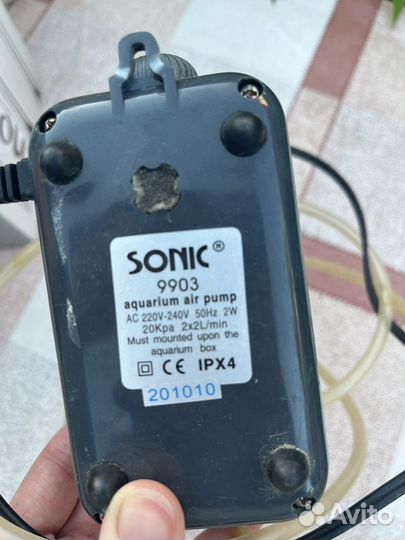 SONIC®
9903
aquarium air pump
AC 220V-240V 50Hz 2W
20Kpa 2x2L/min
Must mounted upon the
aquarium box
CE IPX4
201010
Avito